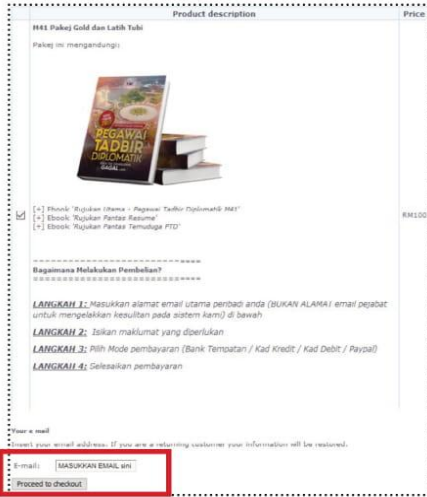 Product description Price
M41 Pakej Gold dan Latih Tubi
Pakej ini mengandungi:
PEGAWAI
TADBIR
DIPLOMATIK
GAGAL
[+] Ebook 'Rujukan Utama - Pegawai Tadbir Diplomatik M41'
[+] Ebook 'Rujukan Pantas Resume'
[+] Ebook 'Rujukan Pantas Temuduga PTD'
RM100
==============================
Bagaimana Melakukan Pembelian?
==============================
LANGKAH 1: Masukkan alamat email utama peribadi anda (BUKAN ALAMAT email pejabat
untuk mengelakkan kesulitan pada sistem kami) di bawah
LANGKAH 2: Isikan maklumat yang diperlukan
LANGKAH 3: Pilih Mode pembayaran (Bank Tempatan / Kad Kredit / Kad Debit / Paypal)
LANGKAH 4: Selesaikan pembayaran
Your e mail
Insert your email address. If you are a returning customer your information will be restored.
E-mail: MASUKKAN EMAIL sini
Proceed to checkout